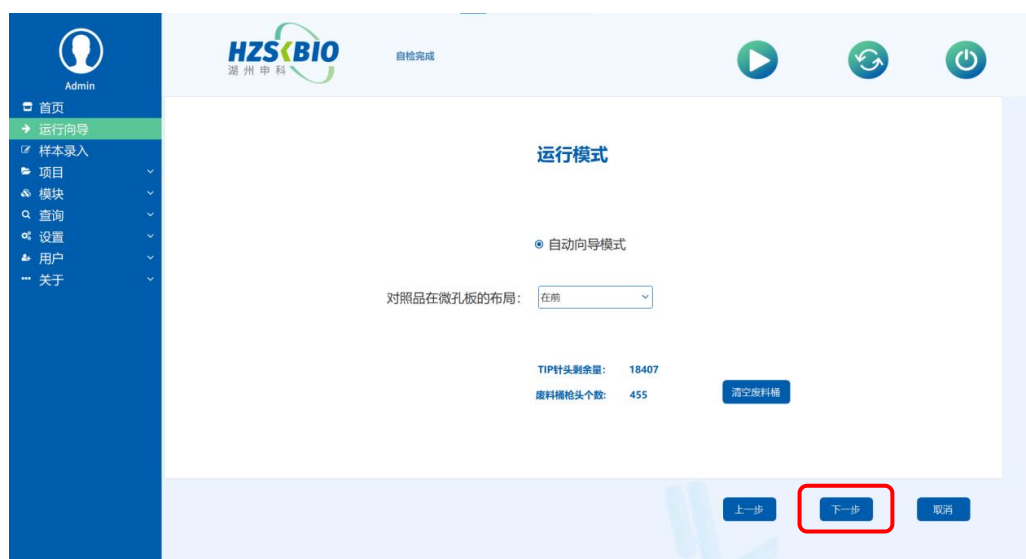 Admin
首页
运行向导
样本录入
项目
模块
查询
设置
用户
关于
HZSKBIO
湖州申科
自检完成
运行模式
自动向导模式
对照品在微孔板的布局： 在前
TIP针头剩余量： 18407
废料桶枪头个数: 455
清空废料桶
上一步 下一步 取消